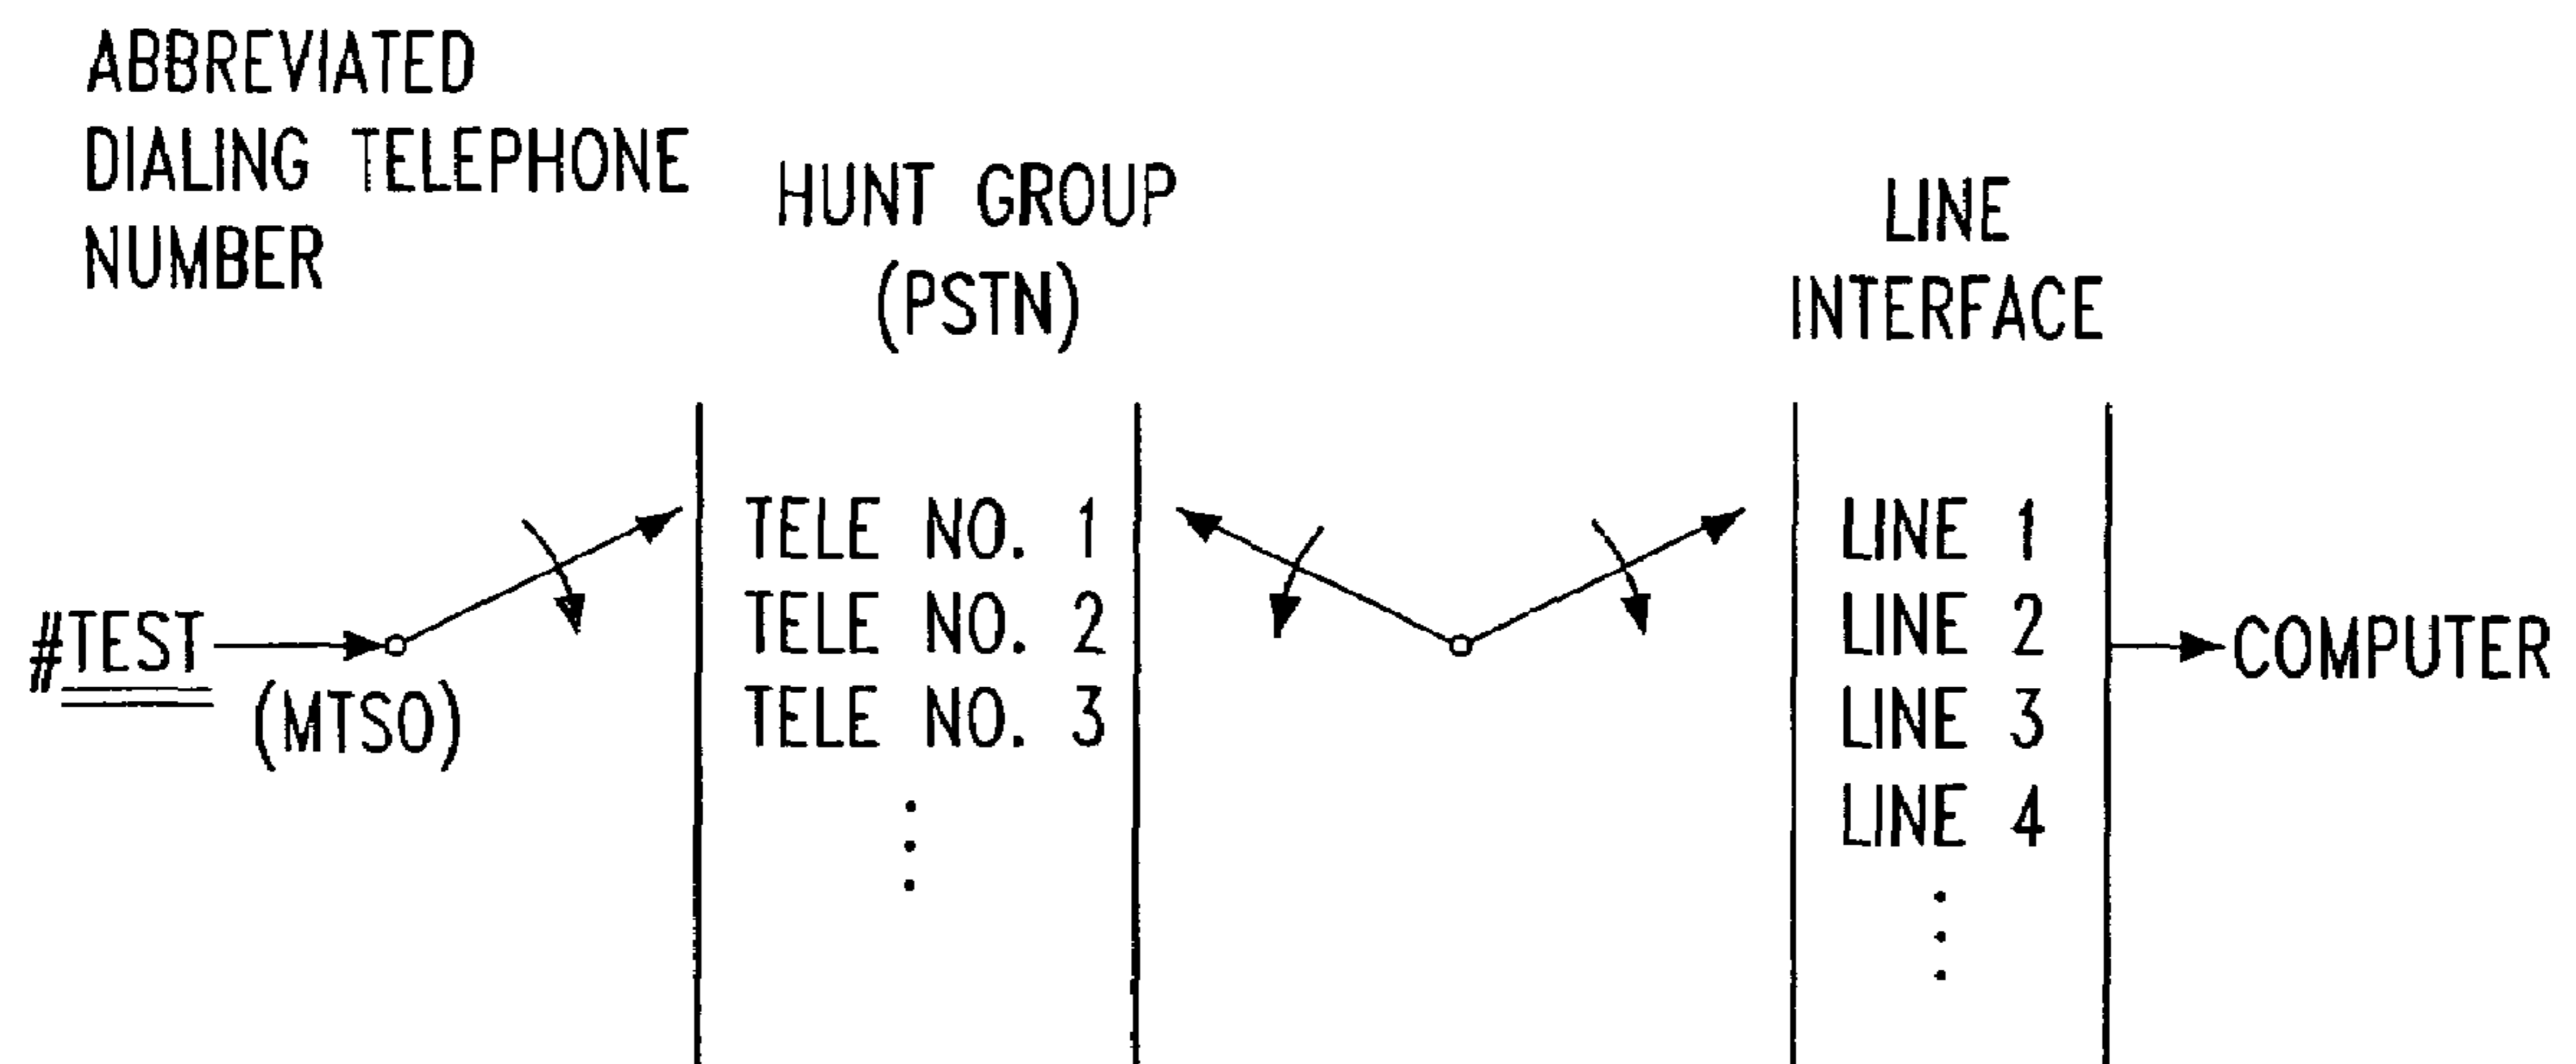 ABBREVIATED
DIALING TELEPHONE
NUMBER
HUNT GROUP
(PSTN)
LINE
INTERFACE
#TEST
(MTSO)
TELE NO. 1
TELE NO. 2
TELE NO. 3
LINE 1
LINE 2
LINE 3
LINE 4
COMPUTER